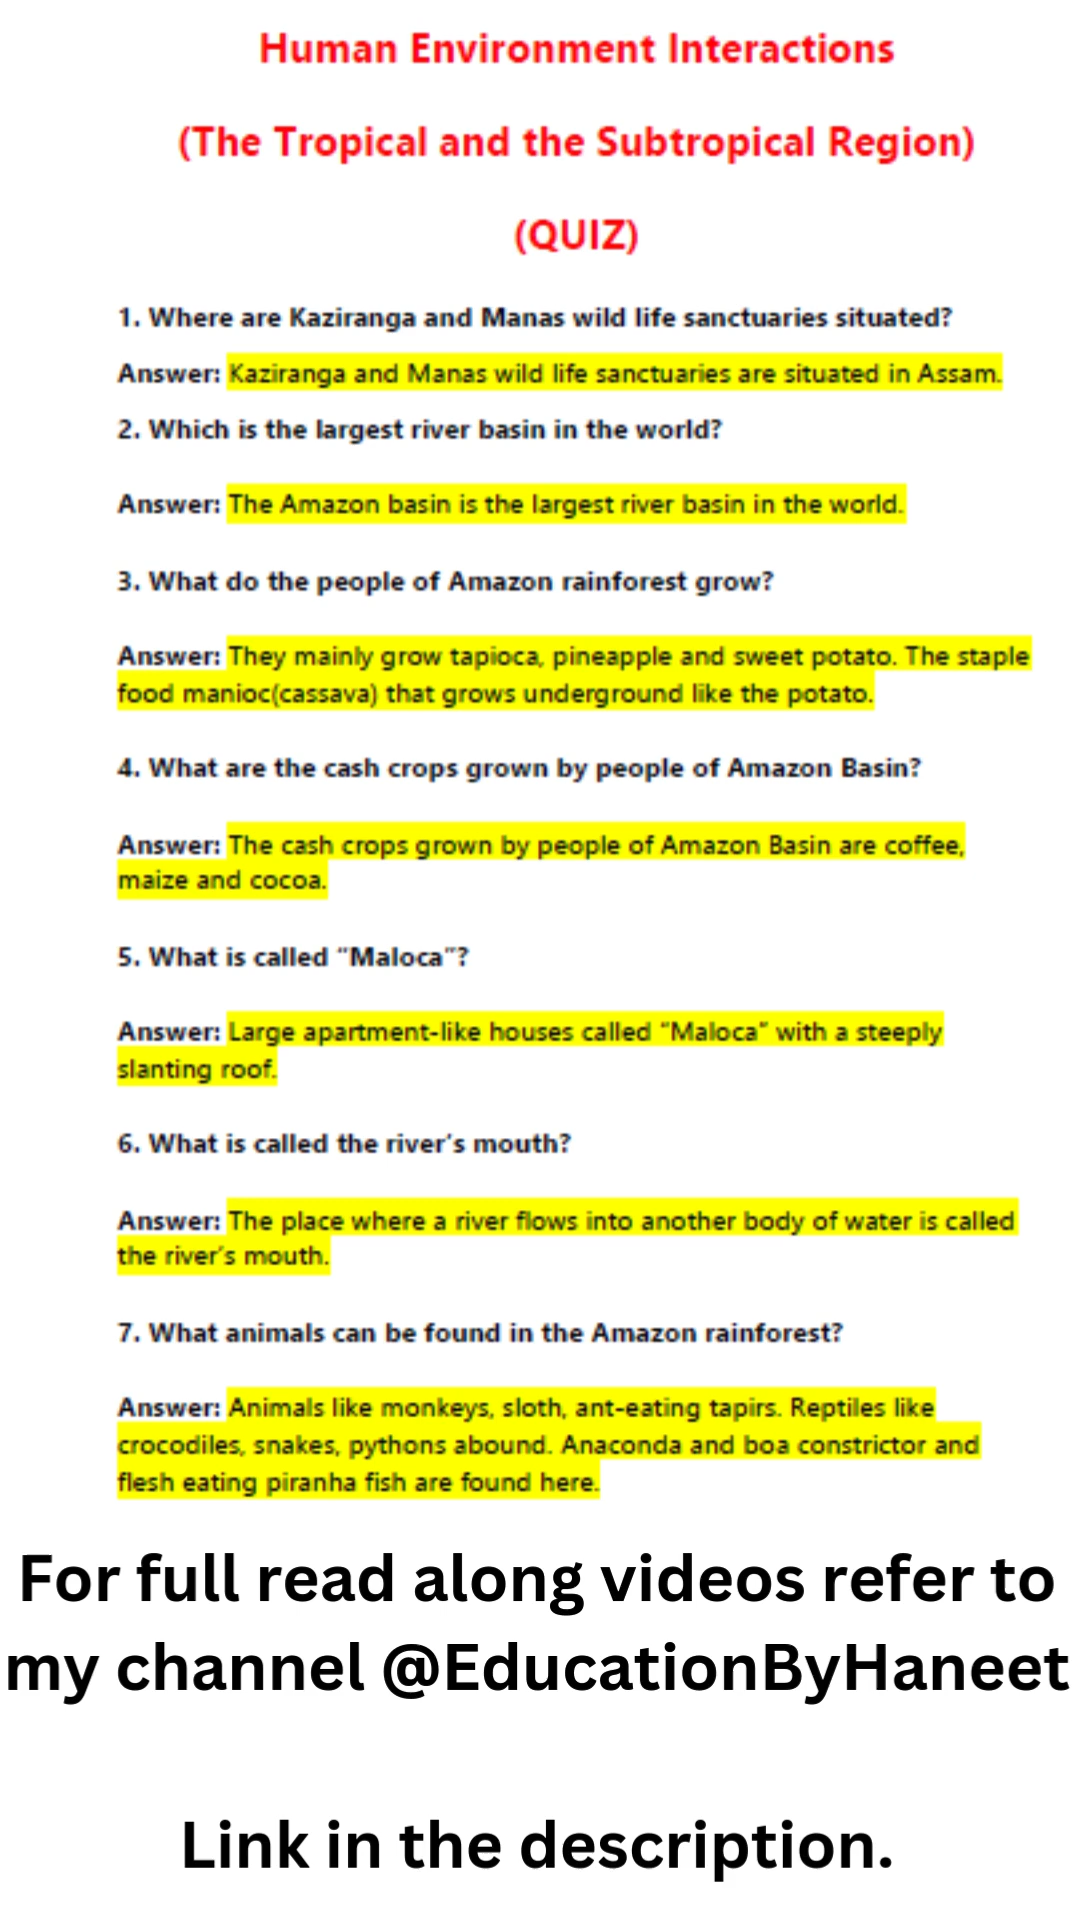 Human Environment Interactions
(The Tropical and the Subtropical Region)
(QUIZ)
1. Where are Kaziranga and Manas wild life sanctuaries situated?
Answer: Kaziranga and Manas wild life sanctuaries are situated in Assam.
2. Which is the largest river basin in the world?
Answer: The Amazon basin is the largest river basin in the world.
3. What do the people of Amazon rainforest grow?
Answer: They mainly grow tapioca, pineapple and sweet potato. The staple
food manioc(cassava) that grows underground like the potato.
4. What are the cash crops grown by people of Amazon Basin?
Answer: The cash crops grown by people of Amazon Basin are coffee,
maize and cocoa.
5. What is called “Maloca”?
Answer: Large apartment-like houses called “Maloca” with a steeply
slanting roof.
6. What is called the river’s mouth?
Answer: The place where a river flows into another body of water is called
the river’s mouth.
7. What animals can be found in the Amazon rainforest?
Answer: Animals like monkeys, sloth, ant-eating tapirs. Reptiles like
crocodiles, snakes, pythons abound. Anaconda and boa constrictor and
flesh eating piranha fish are found here.
For full read along videos refer to
my channel @EducationByHaneet
Link in the description.